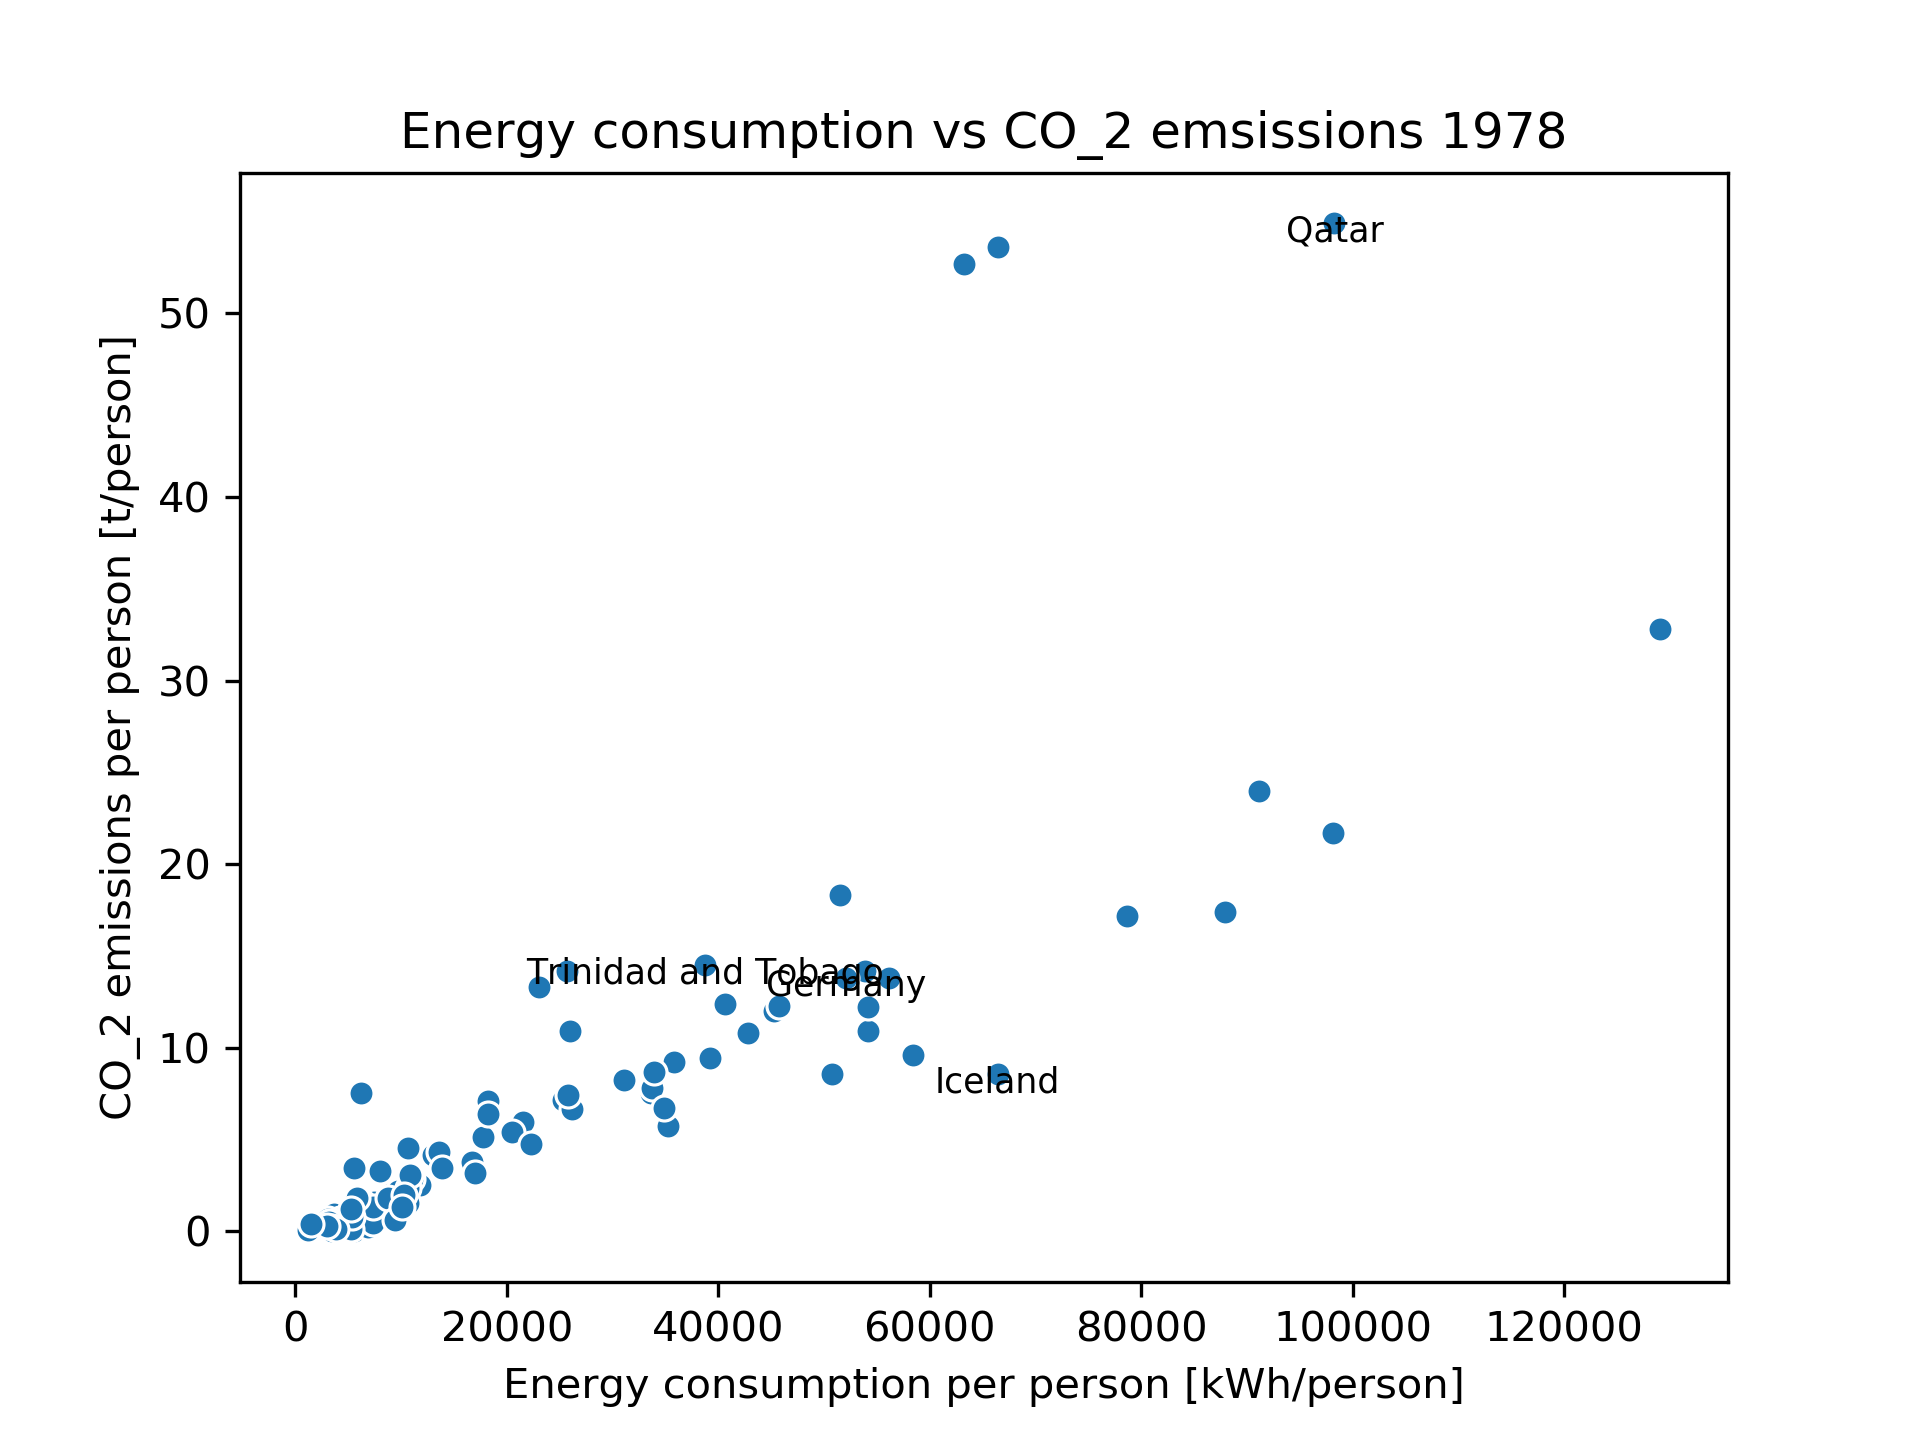 Energy consumption vs CO_2 emsissions 1978
Qatar
50
40
30
20
10
0
CO_2 emissions per person [t/person]
Trinidad and Tobago
Germany
Iceland
0 20000 40000 60000 80000 100000 120000
Energy consumption per person [kWh/person]